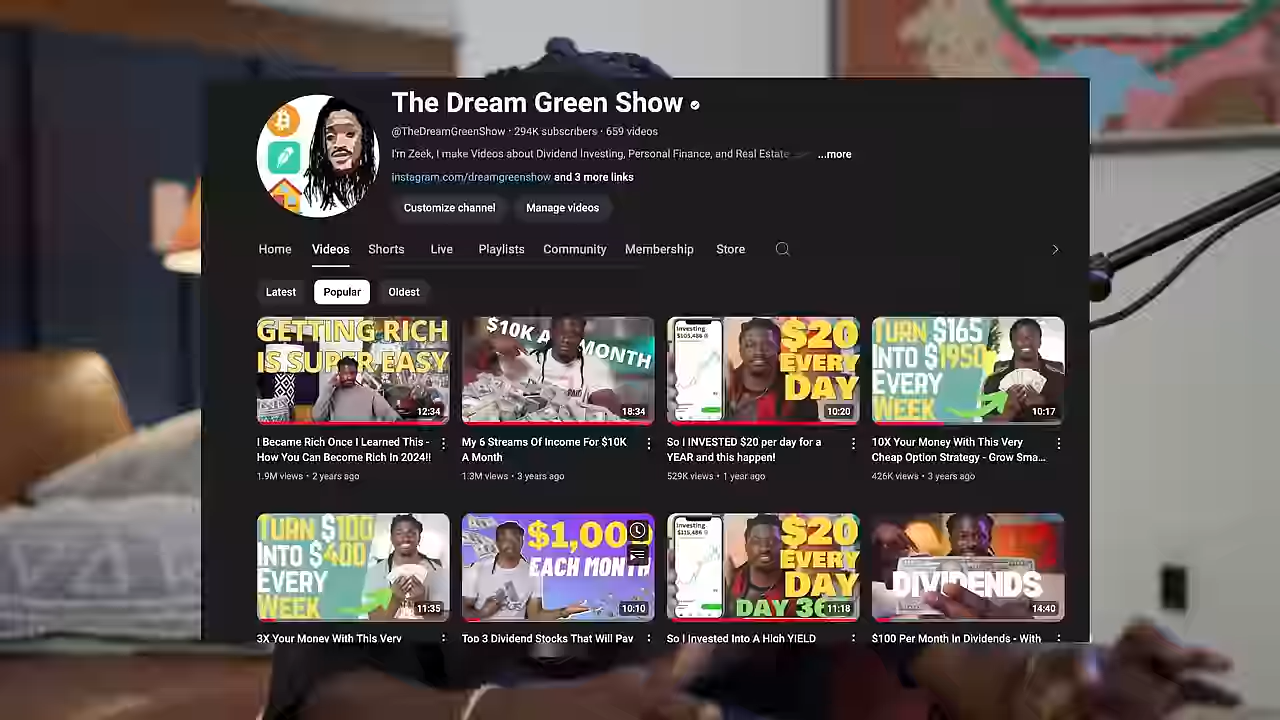 The Dream Green Show
@TheDreamGreenShow · 294K subscribers · 659 videos
I'm Zeek, I make Videos about Dividend Investing, Personal Finance, and Real Estate ...more
instagram.com/dreamgreenshow and 3 more links
Customize channel Manage videos
Home Videos Shorts Live Playlists Community Membership Store
Latest Popular Oldest
GETTING RICH
IS SUPER EASY
12:34
$10K A MONTH
18:34
Investing
$105,486
$20
EVERY
DAY
10:20
TURN $165
INTO $1950
EVERY
WEEK
10:17
I Became Rich Once I Learned This -
How You Can Become Rich In 2024!!
1.9M views · 2 years ago
My 6 Streams Of Income For $10K
A Month
1.3M views · 3 years ago
So I INVESTED $20 per day for a
YEAR and this happen!
529K views · 1 year ago
10X Your Money With This Very
Cheap Option Strategy - Grow Sma...
426K views · 3 years ago
TURN $100
INTO $400
EVERY
WEEK
11:35
$1,000
EACH MONTH
10:10
Investing
$20
EVERY
DAY
DAY 36
11:18
DIVIDENDS
14:40
3X Your Money With This Very
Top 3 Dividend Stocks That Will Pay
So I Invested Into A High YIELD
$100 Per Month In Dividends - With